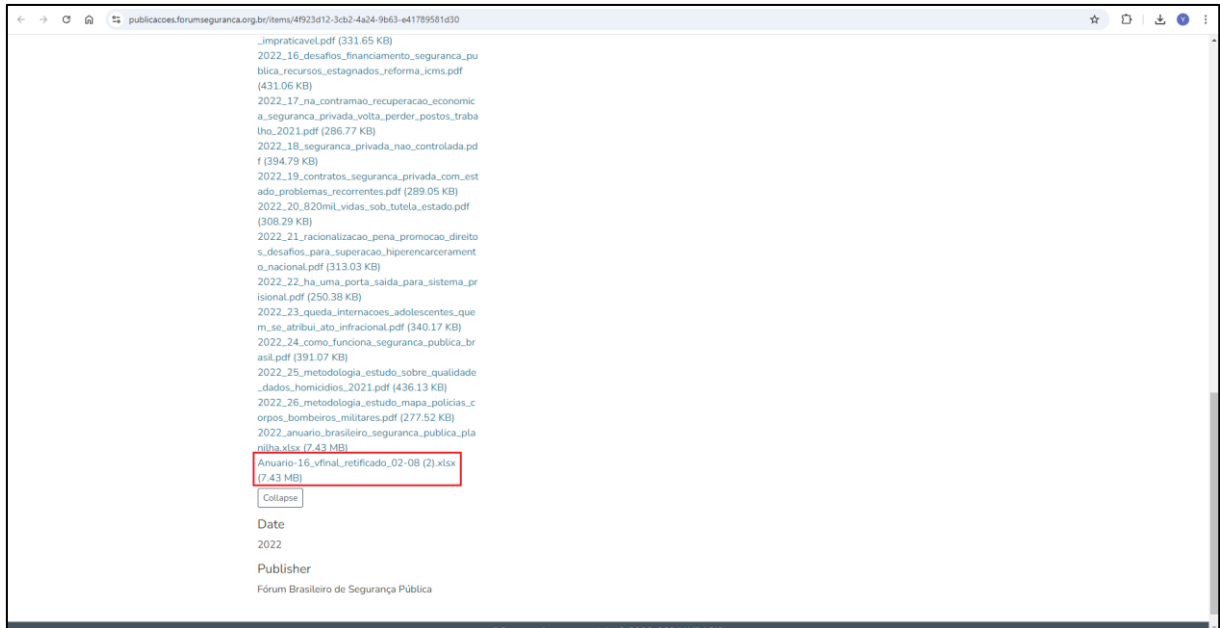 publicacoes.forumseguranca.org.br/items/4f923d12-3cb2-4a24-9b63-e41789581d30
_impraticavel.pdf (331.65 KB)
2022_16_desafios_financiamento_seguranca_pu
blica_recursos_estagnados_reforma_icms.pdf
(431.06 KB)
2022_17_na_contramao_recuperacao_economic
a_seguranca_privada_volta_perder_postos_traba
lho_2021.pdf (286.77 KB)
2022_18_seguranca_privada_nao_controlada.pd
f (394.79 KB)
2022_19_contratos_seguranca_privada_com_est
ado_problemas_recorrentes.pdf (289.05 KB)
2022_20_820mil_vidas_sob_tutela_estado.pdf
(308.29 KB)
2022_21_racionalizacao_pena_promocao_direito
s_desafios_para_superacao_hiperencarcerament
o_nacional.pdf (313.03 KB)
2022_22_ha_uma_porta_saida_para_sistema_pr
isional.pdf (250.38 KB)
2022_23_queda_internacoes_adolescentes_que
m_se_atribui_ato_infracional.pdf (340.17 KB)
2022_24_como_funciona_seguranca_publica_br
asil.pdf (391.07 KB)
2022_25_metodologia_estudo_sobre_qualidade
_dados_homicidios_2021.pdf (436.13 KB)
2022_26_metodologia_estudo_mapa_policias_c
orpos_bombeiros_militares.pdf (277.52 KB)
2022_anuario_brasileiro_seguranca_publica_pla
nilha.xlsx (7.43 MB)
Anuario-16_vfinal_retificado_02-08 (2).xlsx
(7.43 MB)
Collapse
Date
2022
Publisher
Fórum Brasileiro de Segurança Pública